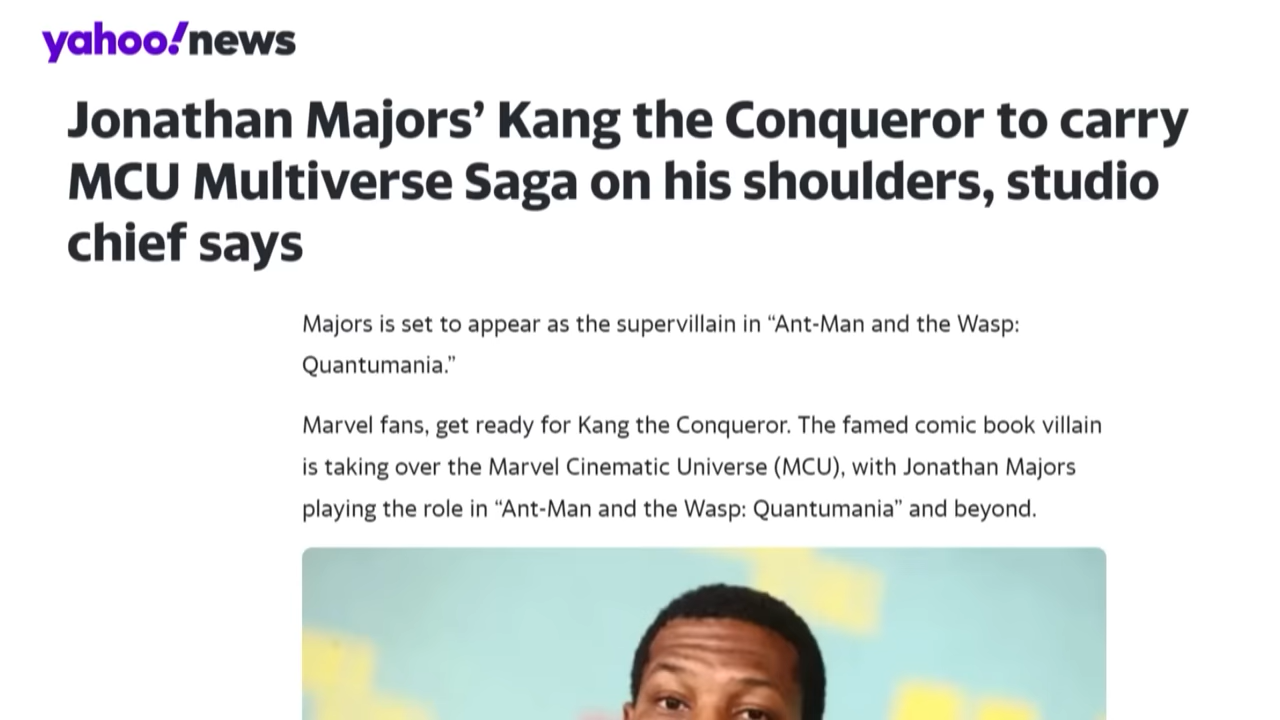 yahoo!news
Jonathan Majors’ Kang the Conqueror to carry
MCU Multiverse Saga on his shoulders, studio
chief says
Majors is set to appear as the supervillain in “Ant-Man and the Wasp:
Quantumania.”
Marvel fans, get ready for Kang the Conqueror. The famed comic book villain
is taking over the Marvel Cinematic Universe (MCU), with Jonathan Majors
playing the role in “Ant-Man and the Wasp: Quantumania” and beyond.